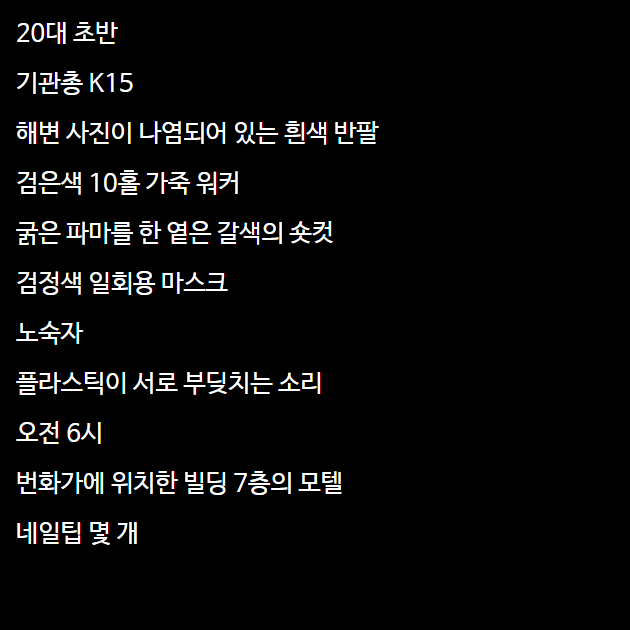 20대 초반
기관총 K15
해변 사진이 나염되어 있는 흰색 반팔
검은색 10홀 가죽 워커
굵은 파마를 한 옅은 갈색의 숏컷
검정색 일회용 마스크
노숙자
플라스틱이 서로 부딪치는 소리
오전 6시
번화가에 위치한 빌딩 7층의 모텔
네일팁 몇 개